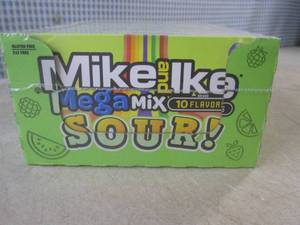 GLUTEN FREE
FAT FREE
Mike and Ike
MEGA MIX 10 FLAVORS
SOUR!